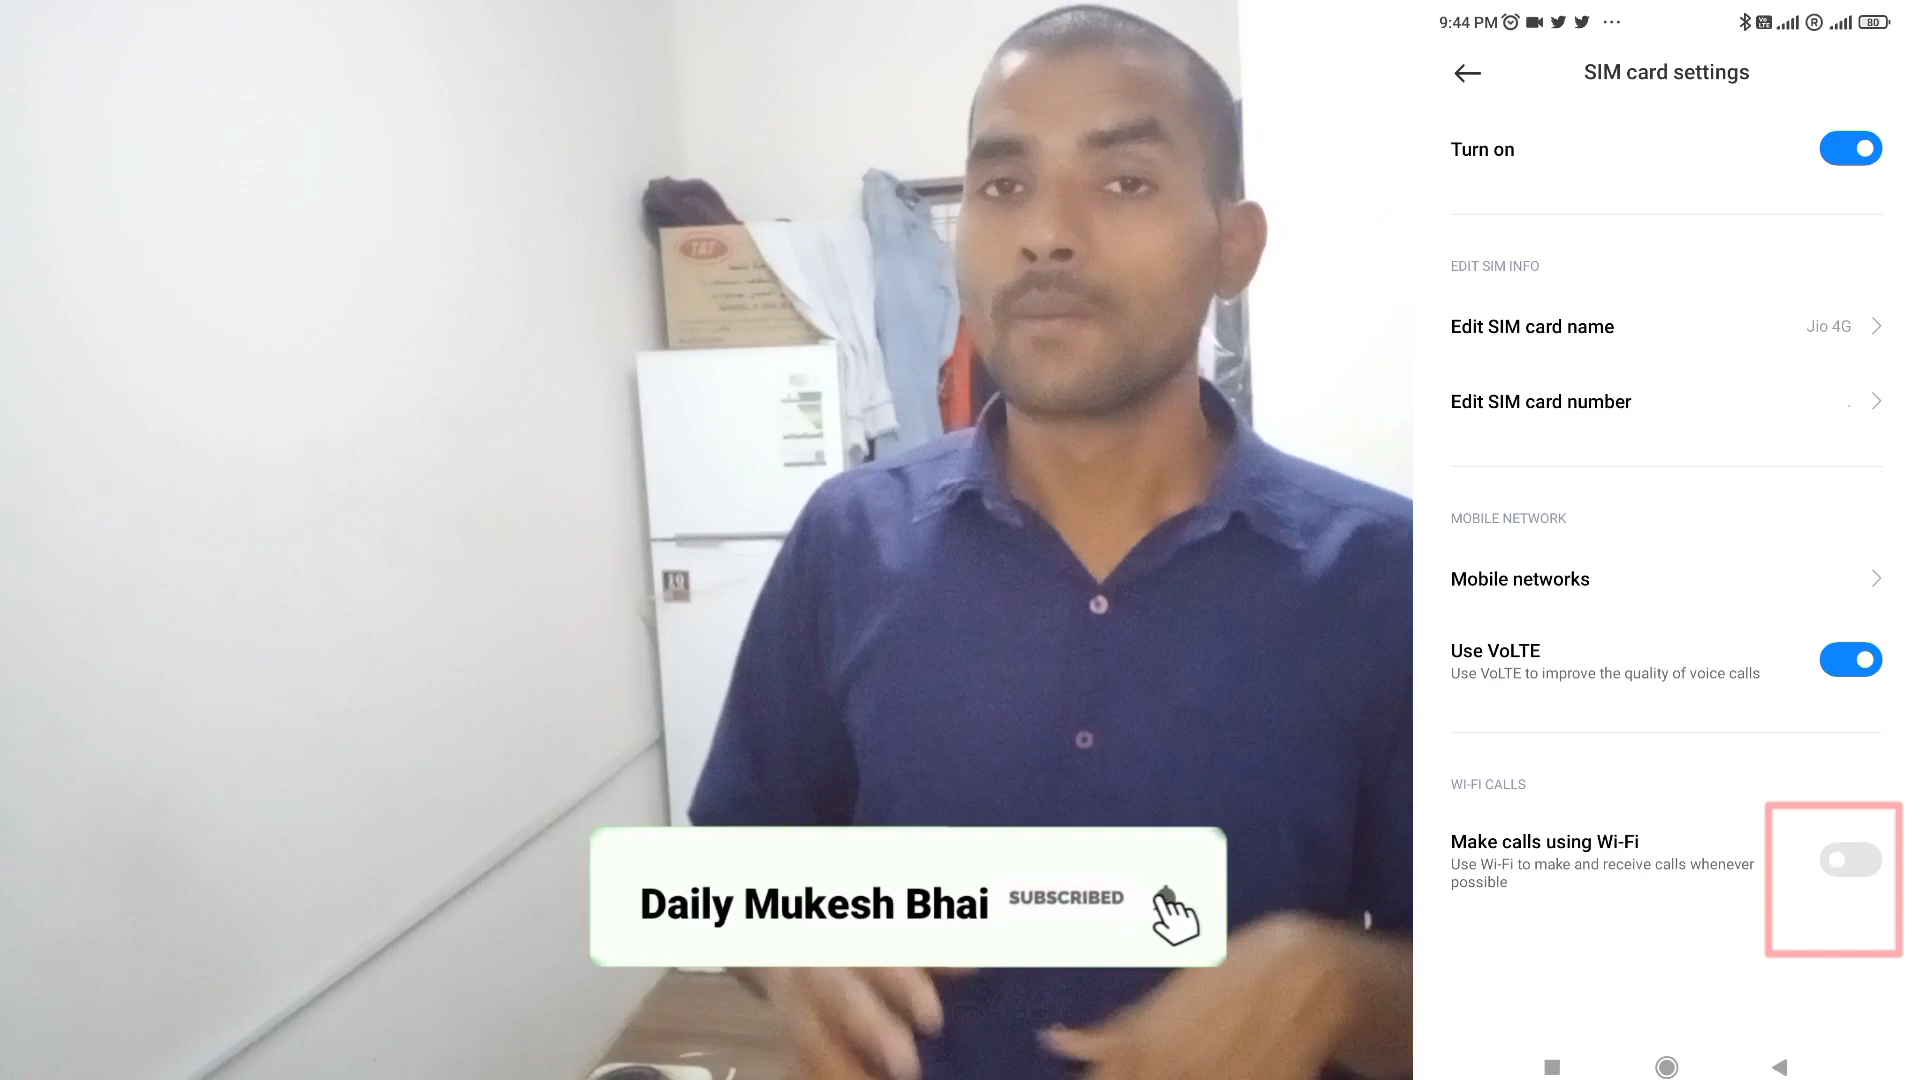 TAT
19
Daily Mukesh Bhai
SUBSCRIBED
9:44 PM
80
SIM card settings
Turn on
EDIT SIM INFO
Edit SIM card name
Jio 4G
Edit SIM card number
.
MOBILE NETWORK
Mobile networks
Use VoLTE
Use VoLTE to improve the quality of voice calls
WI-FI CALLS
Make calls using Wi-Fi
Use Wi-Fi to make and receive calls whenever
possible